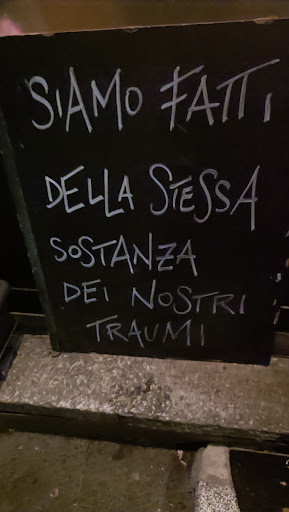 SIAMO FATTI
DELLA STESSA
SOSTANZA
DEI NOSTRI
TRAUMI